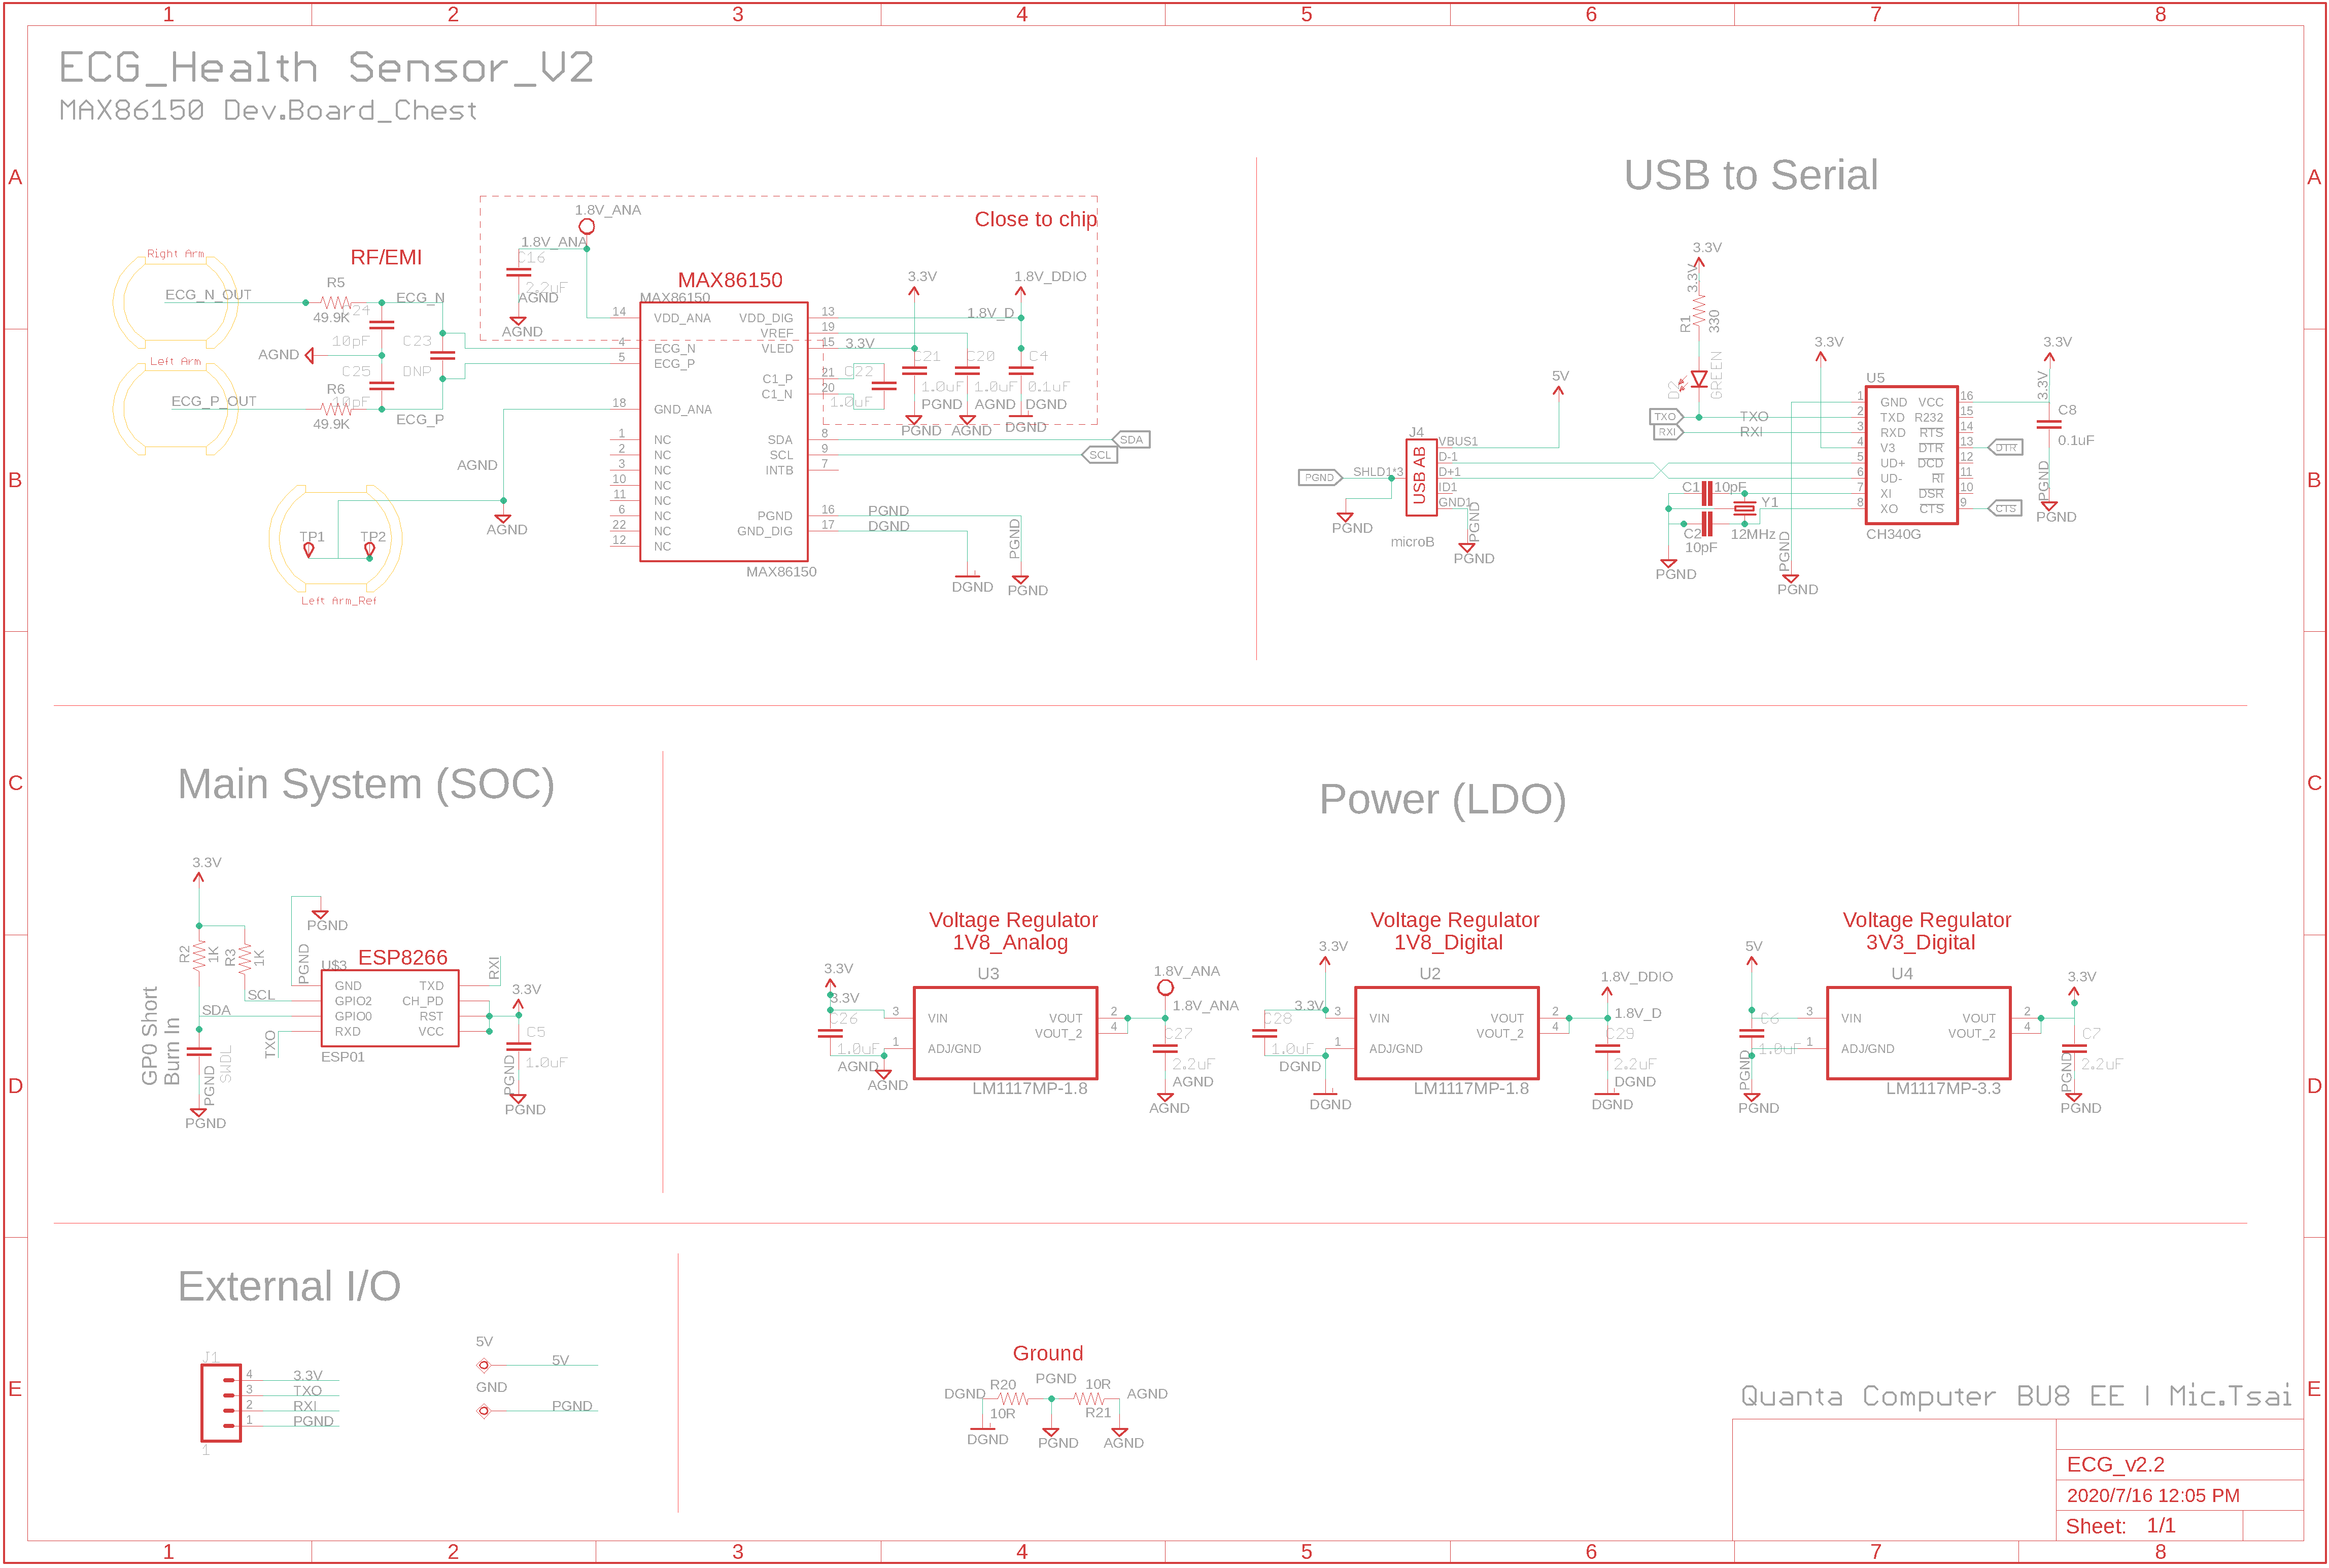 1 2 3 4 5 6 7 8
A
B
C
D
E
A
B
C
D
E
ECG_Health Sensor_V2
MAX86150 Dev.Board_Chest
Right Arm
ECG_N_OUT
Left Arm
ECG_P_OUT
RF/EMI
R5
49.9K
C24
10pF
ECG_N
AGND
C25
10pF
C23
DNP
R6
49.9K
ECG_P
AGND
AGND
TP1
TP2
Left Arm_Ref
1.8V_ANA
1.8V_ANA
C16
2.2uF
AGND
AGND
Close to chip
MAX86150
MAX86150
14 VDD_ANA
4 ECG_N
5 ECG_P
18 GND_ANA
1 NC
2 NC
3 NC
10 NC
11 NC
6 NC
22 NC
12 NC
VDD_DIG 13
VREF 19
VLED 15
C1_P 21
C1_N 20
SDA 8
SCL 9
INTB 7
PGND 16
GND_DIG 17
MAX86150
3.3V
1.8V_DDIO
1.8V_D
3.3V
C22
1.0uF
C21
1.0uF
C20
1.0uF
C4
0.1uF
PGND AGND DGND
PGND AGND DGND
SDA
SCL
PGND
DGND
PGND
DGND
PGND
USB to Serial
3.3V
3.3V
R1
330
D2
GREEN
TXO
RXI
TXO
RXI
5V
J4
USB AB
VBUS1
D-1
D+1
ID1
GND1
SHLD1*3
PGND
PGND
microB
PGND
PGND
C1 10pF
C2
10pF
Y1
12MHz
PGND
PGND
PGND
3.3V
U5
1 GND
2 TXD
3 RXD
4 V3
5 UD+
6 UD-
7 XI
8 XO
VCC 16
R232 15
RTS 14
DTR 13
DCD 12
RI 11
DSR 10
CTS 9
CH340G
DTR
CTS
3.3V
3.3V
C8
0.1uF
PGND
PGND
Main System (SOC)
3.3V
R2
1K
R3
1K
SCL
SDA
GP0 Short
Burn In
SWDL
PGND
PGND
TXO
PGND
PGND
U$3
ESP8266
GND
GPIO2
GPIO0
RXD
TXD
CH_PD
RST
VCC
ESP01
RXI
3.3V
C5
1.0uF
PGND
PGND
Power (LDO)
Voltage Regulator
1V8_Analog
U3
3.3V
3.3V
C26
1.0uF
AGND
AGND
3 VIN
1 ADJ/GND
VOUT 2
VOUT_2 4
LM1117MP-1.8
1.8V_ANA
1.8V_ANA
C27
2.2uF
AGND
AGND
Voltage Regulator
1V8_Digital
U2
3.3V
3.3V
C28
1.0uF
DGND
DGND
3 VIN
1 ADJ/GND
VOUT 2
VOUT_2 4
LM1117MP-1.8
1.8V_DDIO
1.8V_D
C29
2.2uF
DGND
DGND
Voltage Regulator
3V3_Digital
U4
5V
C6
1.0uF
PGND
PGND
3 VIN
1 ADJ/GND
VOUT 2
VOUT_2 4
LM1117MP-3.3
3.3V
C7
2.2uF
PGND
PGND
External I/O
J1
4 3.3V
3 TXO
2 RXI
1 PGND
1
5V
5V
GND
PGND
Ground
DGND
R20
10R
PGND
10R
R21
AGND
DGND
PGND
AGND
Quanta Computer BU8 EE | Mic.Tsai
ECG_v2.2
2020/7/16 12:05 PM
Sheet: 1/1
1 2 3 4 5 6 7 8